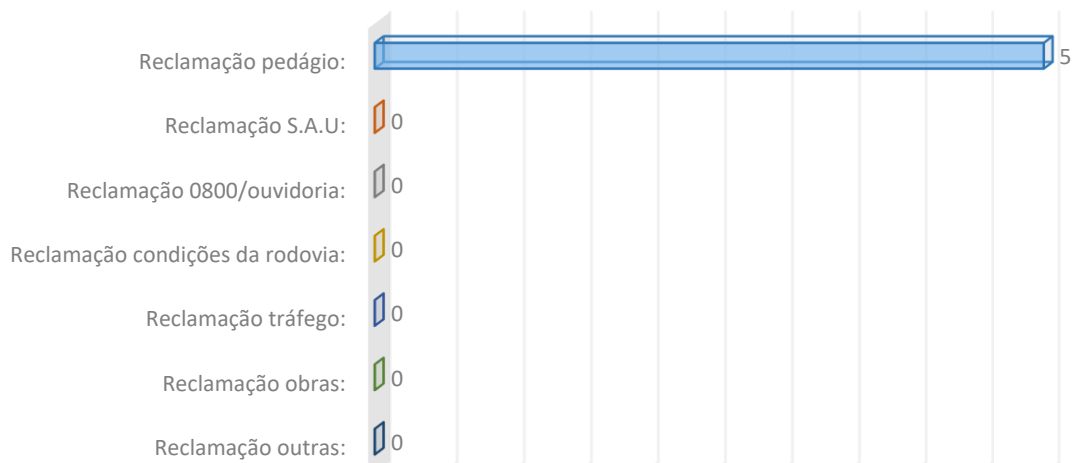 Reclamação pedágio: 5
Reclamação S.A.U: 0
Reclamação 0800/ouvidoria: 0
Reclamação condições da rodovia: 0
Reclamação tráfego: 0
Reclamação obras: 0
Reclamação outras: 0